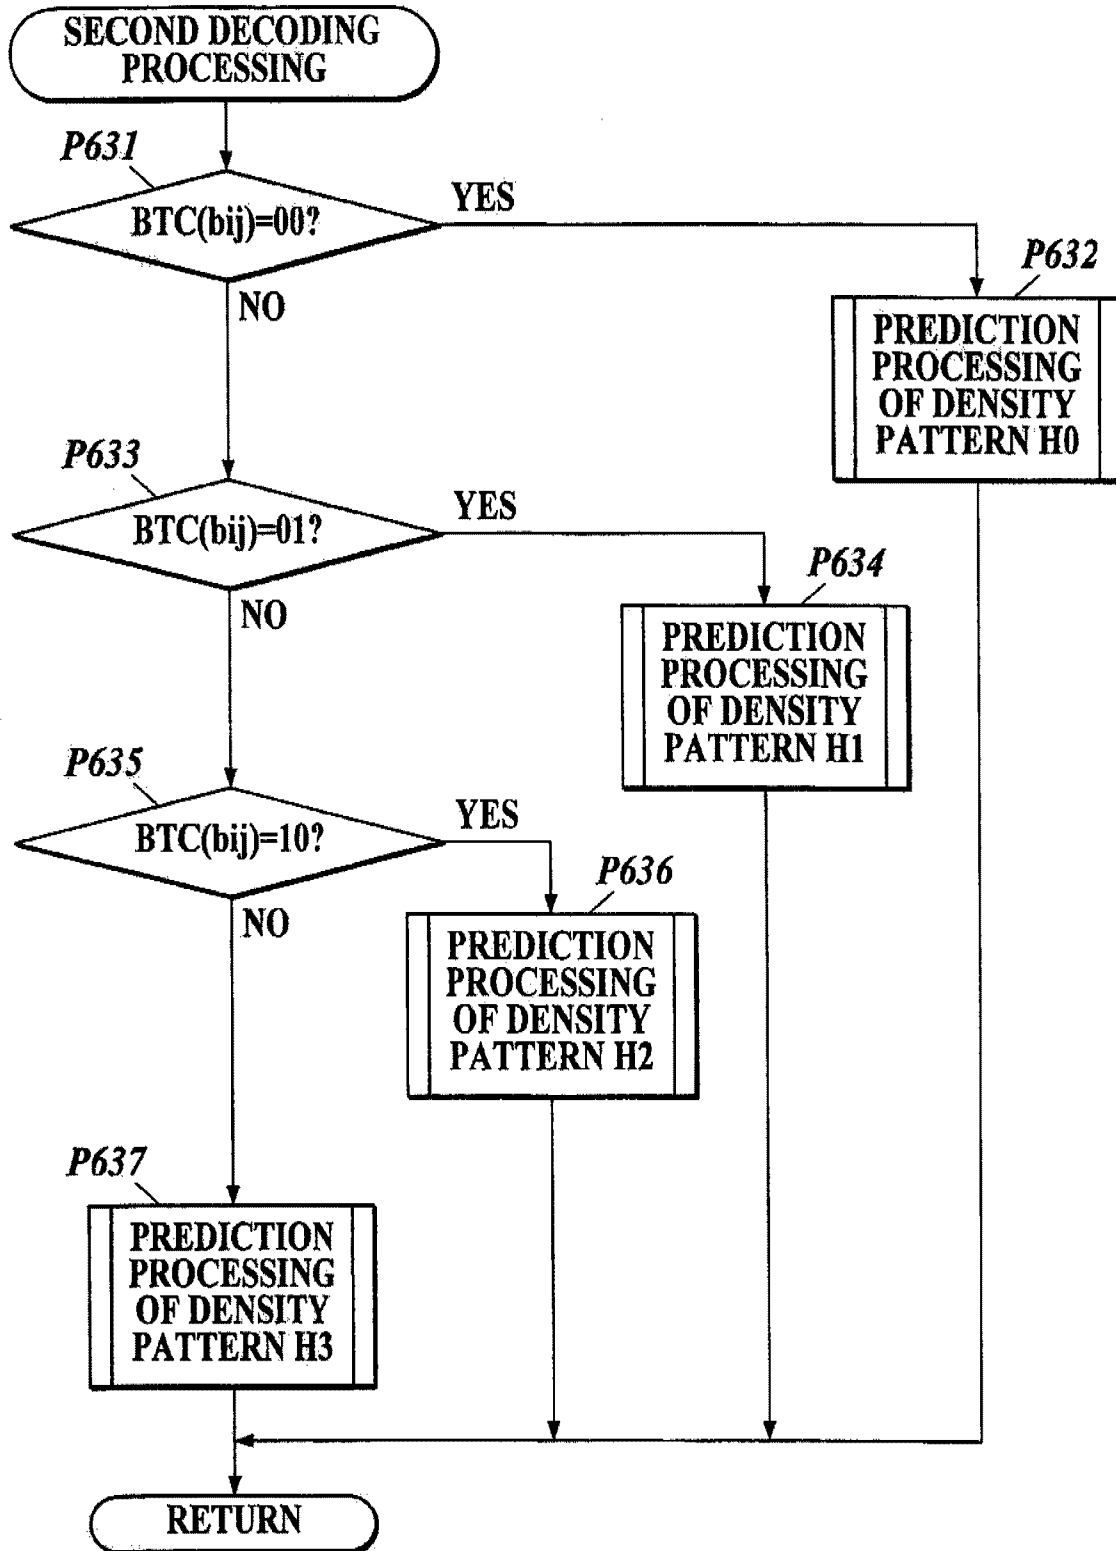 SECOND DECODING
PROCESSING
P631
BTC(bij)=00?
YES
NO
P632
PREDICTION
PROCESSING
OF DENSITY
PATTERN H0
P633
BTC(bij)=01?
YES
NO
P634
PREDICTION
PROCESSING
OF DENSITY
PATTERN H1
P635
BTC(bij)=10?
YES
NO
P636
PREDICTION
PROCESSING
OF DENSITY
PATTERN H2
P637
PREDICTION
PROCESSING
OF DENSITY
PATTERN H3
RETURN